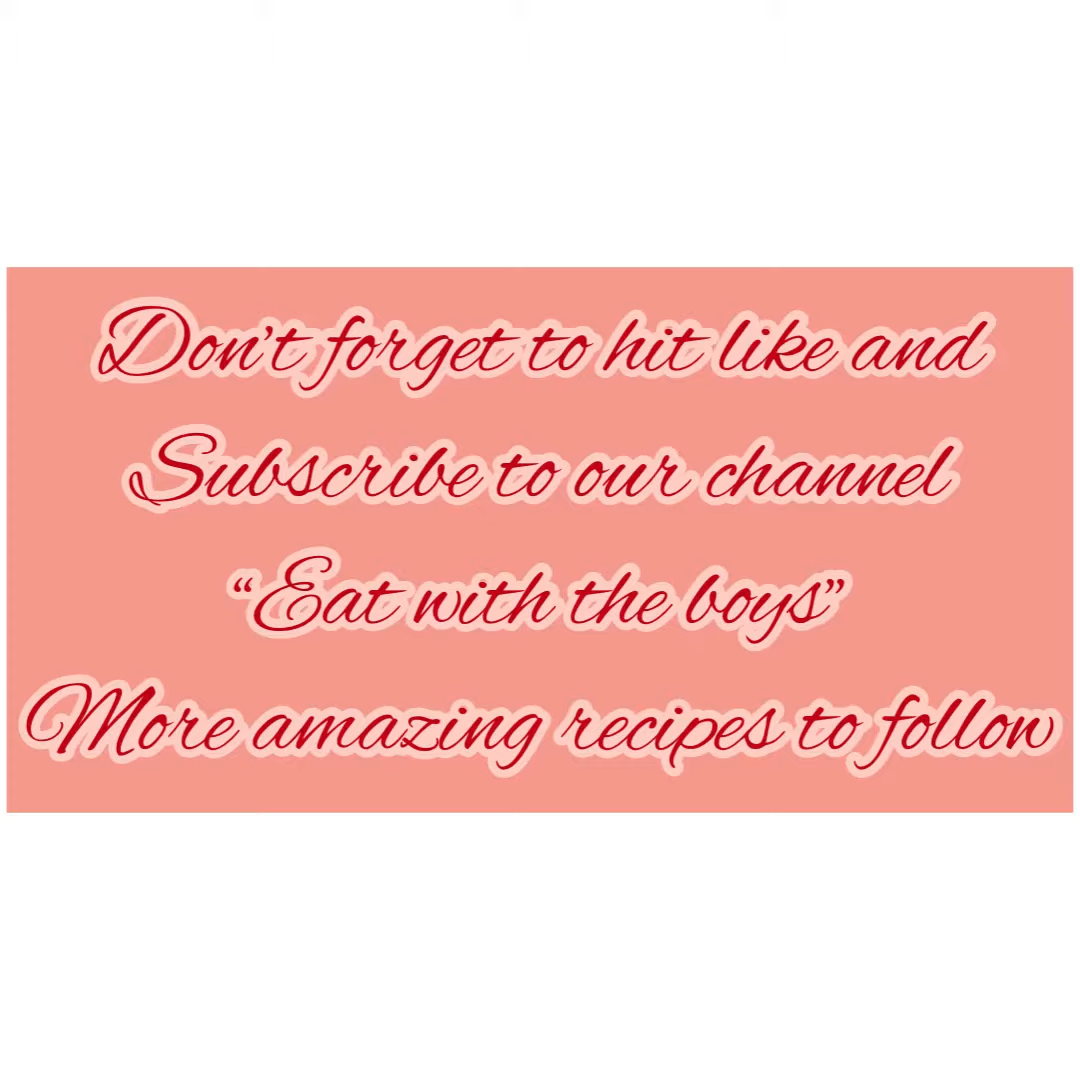 Don’t forget to hit like and
Subscribe to our channel
“Eat with the boys”
More amazing recipes to follow